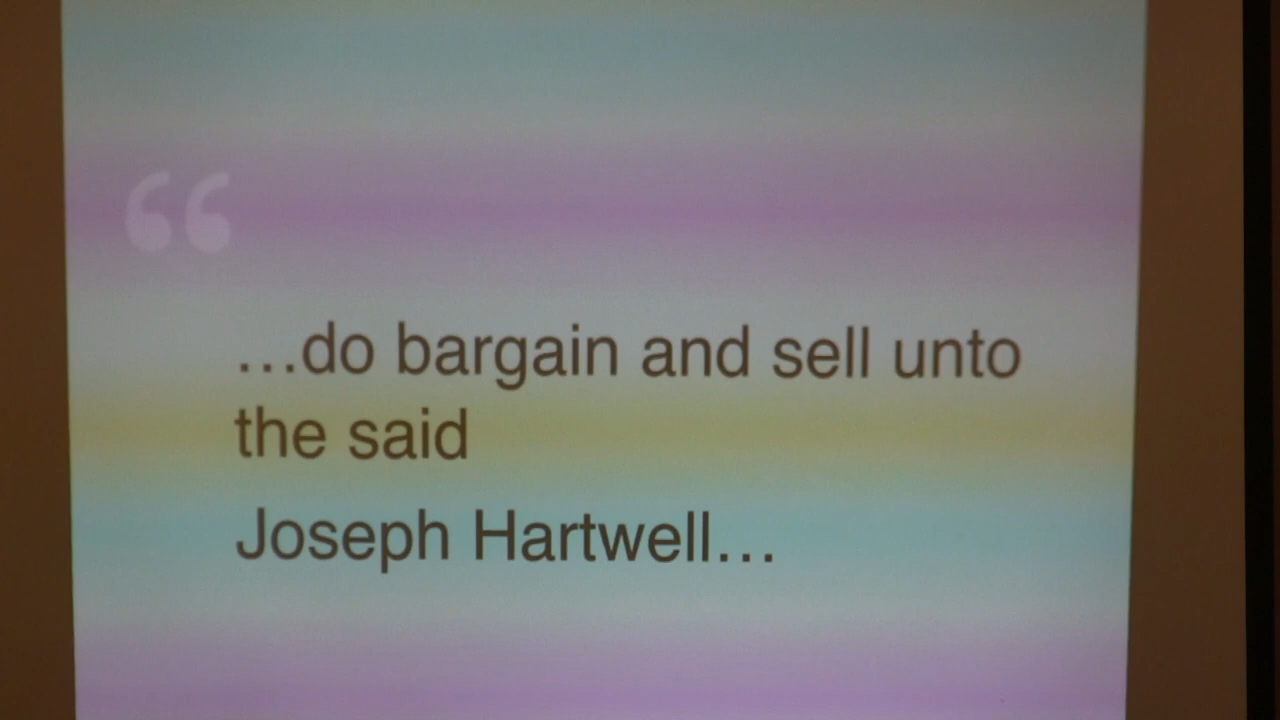 “
…do bargain and sell unto
the said
Joseph Hartwell…